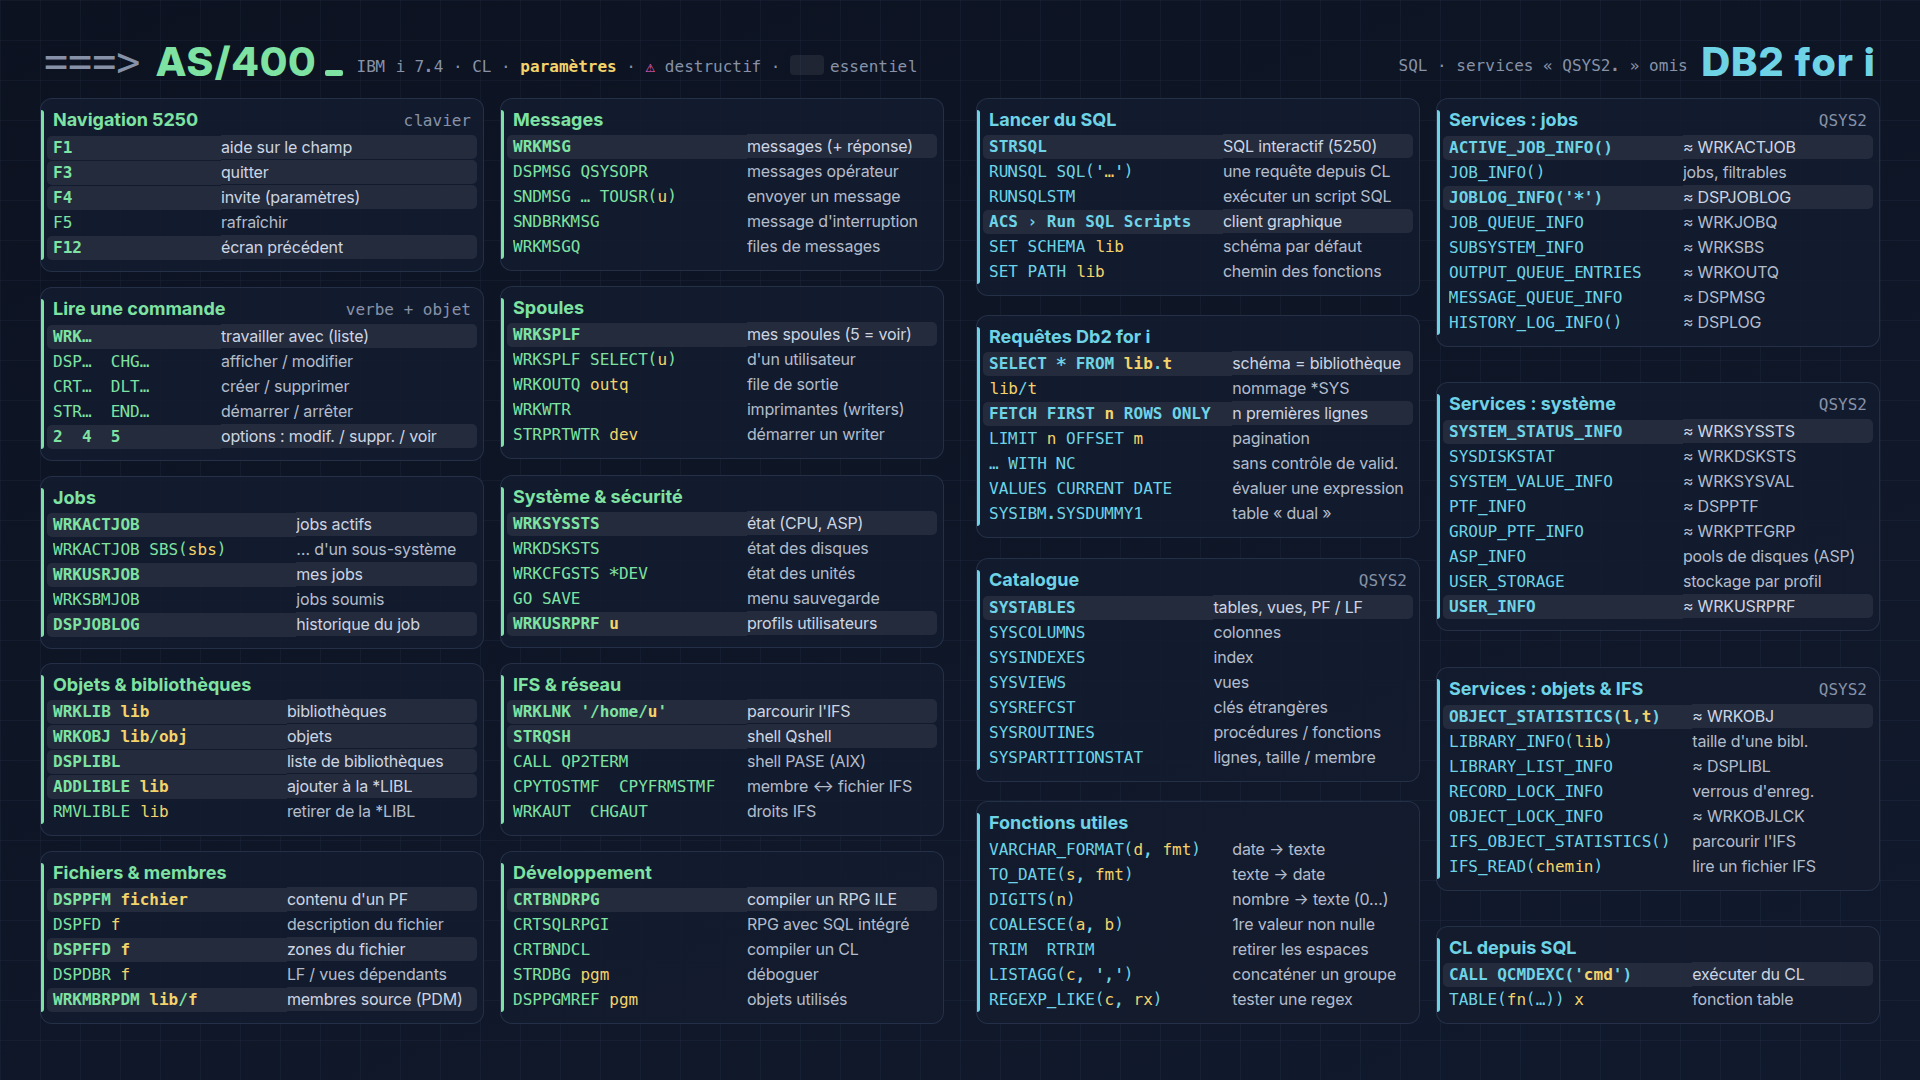 ===> AS/400_ IBM i 7.4 · CL · paramètres · ⚠ destructif · essentiel
SQL · services « QSYS2. » omis DB2 for i
Navigation 5250 clavier
F1 aide sur le champ
F3 quitter
F4 invite (paramètres)
F5 rafraîchir
F12 écran précédent
Lire une commande verbe + objet
WRK… travailler avec (liste)
DSP… CHG… afficher / modifier
CRT… DLT… créer / supprimer
STR… END… démarrer / arrêter
2 4 5 options : modif. / suppr. / voir
Jobs
WRKACTJOB jobs actifs
WRKACTJOB SBS(sbs) … d'un sous-système
WRKUSRJOB mes jobs
WRKSBMJOB jobs soumis
DSPJOBLOG historique du job
Objets & bibliothèques
WRKLIB lib bibliothèques
WRKOBJ lib/obj objets
DSPLIBL liste de bibliothèques
ADDLIBLE lib ajouter à la *LIBL
RMVLIBLE lib retirer de la *LIBL
Fichiers & membres
DSPPFM fichier contenu d'un PF
DSPFD f description du fichier
DSPFFD f zones du fichier
DSPDBR f LF / vues dépendants
WRKMBRPDM lib/f membres source (PDM)
Messages
WRKMSG messages (+ réponse)
DSPMSG QSYSOPR messages opérateur
SNDMSG … TOUSR(u) envoyer un message
SNDBRKMSG message d'interruption
WRKMSGQ files de messages
Spoules
WRKSPLF mes spoules (5 = voir)
WRKSPLF SELECT(u) d'un utilisateur
WRKOUTQ outq file de sortie
WRKWTR imprimantes (writers)
STRPRTWTR dev démarrer un writer
Système & sécurité
WRKSYSSTS état (CPU, ASP)
WRKDSKSTS état des disques
WRKCFGSTS *DEV état des unités
GO SAVE menu sauvegarde
WRKUSRPRF u profils utilisateurs
IFS & réseau
WRKLNK '/home/u' parcourir l'IFS
STRQSH shell Qshell
CALL QP2TERM shell PASE (AIX)
CPYTOSTMF CPYFRMSTMF membre ↔ fichier IFS
WRKAUT CHGAUT droits IFS
Développement
CRTBNDRPG compiler un RPG ILE
CRTSQLRPGI RPG avec SQL intégré
CRTBNDCL compiler un CL
STRDBG pgm déboguer
DSPPGMREF pgm objets utilisés
Lancer du SQL
STRSQL SQL interactif (5250)
RUNSQL SQL('…') une requête depuis CL
RUNSQLSTM exécuter un script SQL
ACS › Run SQL Scripts client graphique
SET SCHEMA lib schéma par défaut
SET PATH lib chemin des fonctions
Requêtes Db2 for i
SELECT * FROM lib.t schéma = bibliothèque
lib/t nommage *SYS
FETCH FIRST n ROWS ONLY n premières lignes
LIMIT n OFFSET m pagination
… WITH NC sans contrôle de valid.
VALUES CURRENT DATE évaluer une expression
SYSIBM.SYSDUMMY1 table « dual »
Catalogue QSYS2
SYSTABLES tables, vues, PF / LF
SYSCOLUMNS colonnes
SYSINDEXES index
SYSVIEWS vues
SYSREFCST clés étrangères
SYSROUTINES procédures / fonctions
SYSPARTITIONSTAT lignes, taille / membre
Fonctions utiles
VARCHAR_FORMAT(d, fmt) date → texte
TO_DATE(s, fmt) texte → date
DIGITS(n) nombre → texte (0…)
COALESCE(a, b) 1re valeur non nulle
TRIM RTRIM retirer les espaces
LISTAGG(c, ',') concaténer un groupe
REGEXP_LIKE(c, rx) tester une regex
Services : jobs QSYS2
ACTIVE_JOB_INFO() ≈ WRKACTJOB
JOB_INFO() jobs, filtrables
JOBLOG_INFO('*') ≈ DSPJOBLOG
JOB_QUEUE_INFO ≈ WRKJOBQ
SUBSYSTEM_INFO ≈ WRKSBS
OUTPUT_QUEUE_ENTRIES ≈ WRKOUTQ
MESSAGE_QUEUE_INFO ≈ DSPMSG
HISTORY_LOG_INFO() ≈ DSPLOG
Services : système QSYS2
SYSTEM_STATUS_INFO ≈ WRKSYSSTS
SYSDISKSTAT ≈ WRKDSKSTS
SYSTEM_VALUE_INFO ≈ WRKSYSVAL
PTF_INFO ≈ DSPPTF
GROUP_PTF_INFO ≈ WRKPTFGRP
ASP_INFO pools de disques (ASP)
USER_STORAGE stockage par profil
USER_INFO ≈ WRKUSRPRF
Services : objets & IFS QSYS2
OBJECT_STATISTICS(l,t) ≈ WRKOBJ
LIBRARY_INFO(lib) taille d'une bibl.
LIBRARY_LIST_INFO ≈ DSPLIBL
RECORD_LOCK_INFO verrous d'enreg.
OBJECT_LOCK_INFO ≈ WRKOBJLCK
IFS_OBJECT_STATISTICS() parcourir l'IFS
IFS_READ(chemin) lire un fichier IFS
CL depuis SQL
CALL QCMDEXC('cmd') exécuter du CL
TABLE(fn(…)) x fonction table